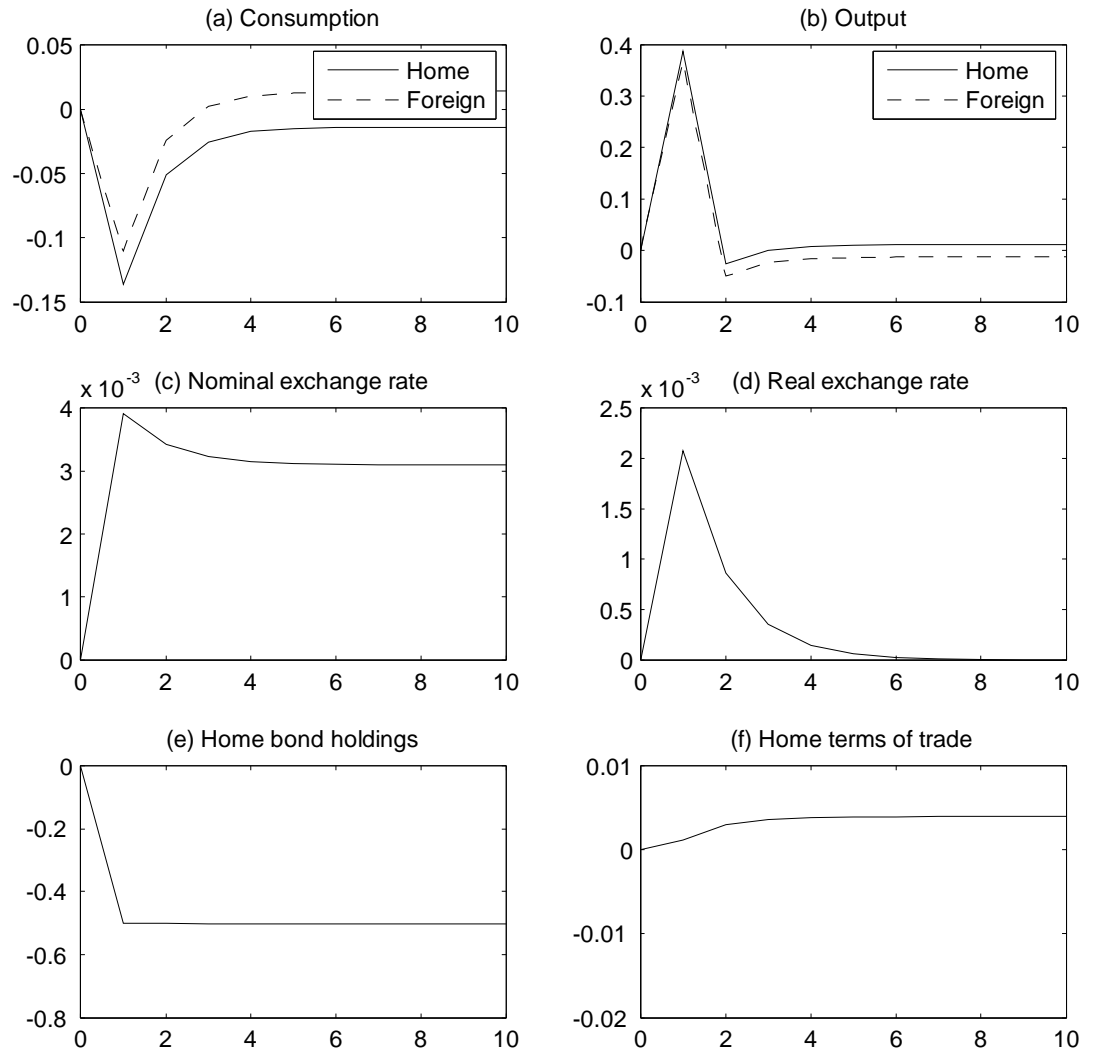 (a) Consumption
0.05
0
-0.05
-0.1
-0.15
0 2 4 6 8 10
Home
Foreign
(b) Output
0.4
0.3
0.2
0.1
0
-0.1
0 2 4 6 8 10
Home
Foreign
x 10^-3 (c) Nominal exchange rate
4
3
2
1
0
0 2 4 6 8 10
x 10^-3 (d) Real exchange rate
2.5
2
1.5
1
0.5
0
0 2 4 6 8 10
(e) Home bond holdings
0
-0.2
-0.4
-0.6
-0.8
0 2 4 6 8 10
(f) Home terms of trade
0.01
0
-0.01
-0.02
0 2 4 6 8 10